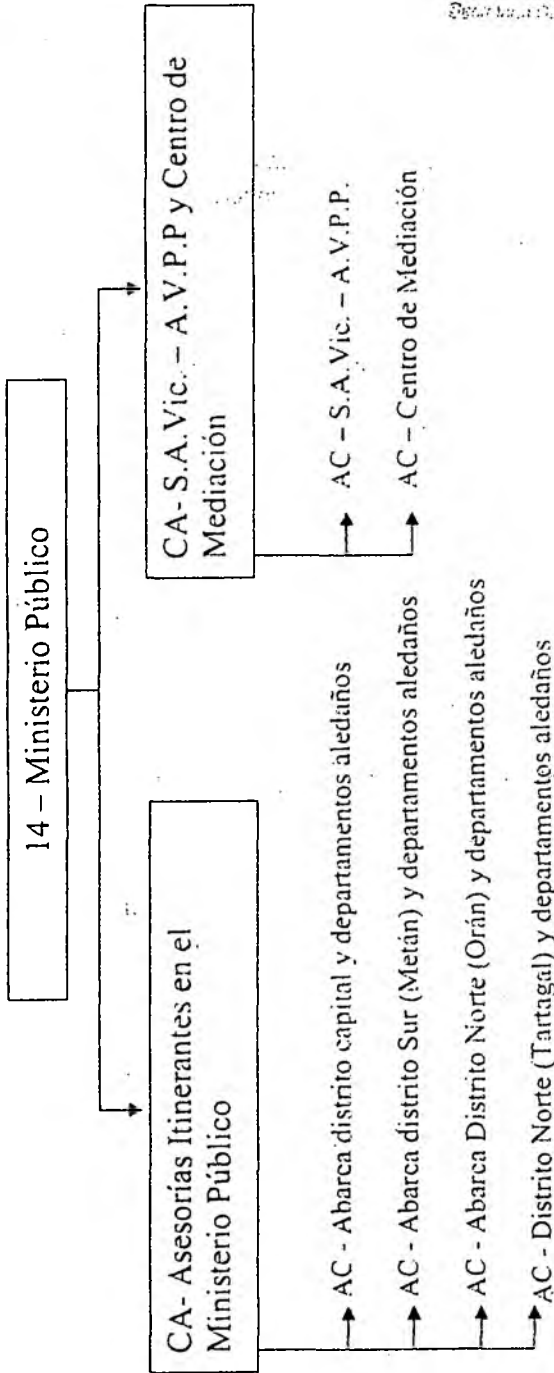 14 – Ministerio Público
CA- Asesorías Itinerantes en el
Ministerio Público
AC - Abarca distrito capital y departamentos aledaños
AC - Abarca distrito Sur (Metán) y departamentos aledaños
AC - Abarca Distrito Norte (Orán) y departamentos aledaños
AC - Distrito Norte (Tartagal) y departamentos aledaños
CA- S.A.Vic. – A.V.P.P y Centro de
Mediación
AC – S.A.Vic. – A.V.P.P.
AC – Centro de Mediación